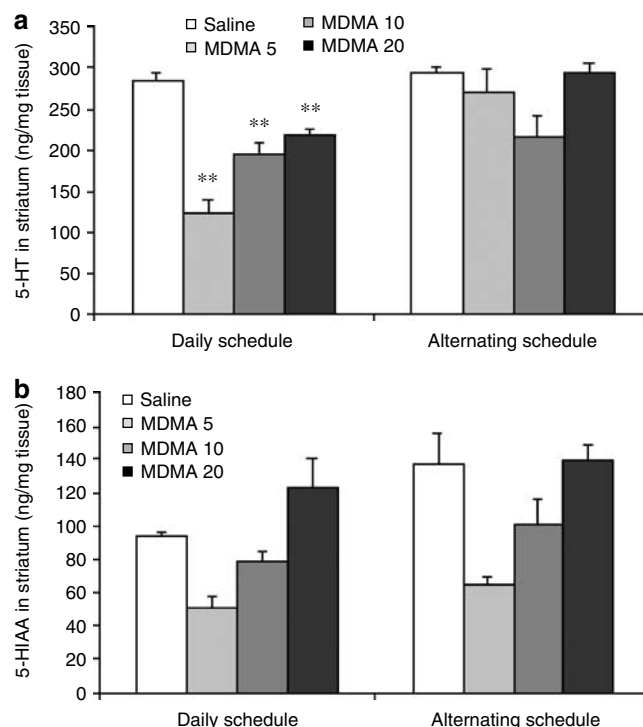 a
Saline
MDMA 10
MDMA 5
MDMA 20
5-HT in striatum (ng/mg tissue)
350
300
250
200
150
100
50
0
**
**
**
Daily schedule
Alternating schedule
b
Saline
MDMA 5
MDMA 10
MDMA 20
5-HIAA in striatum (ng/mg tissue)
180
160
140
120
100
80
60
40
20
0
Daily schedule
Alternating schedule